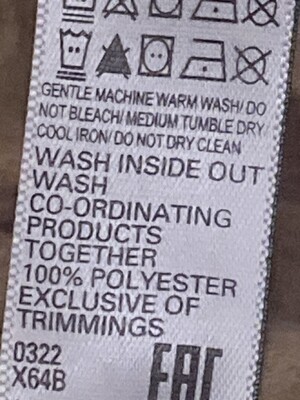 GENTLE MACHINE WARM WASH/ DO
NOT BLEACH/ MEDIUM TUMBLE DRY/
COOL IRON/ DO NOT DRY CLEAN
WASH INSIDE OUT
WASH
CO-ORDINATING
PRODUCTS
TOGETHER
100% POLYESTER
EXCLUSIVE OF
TRIMMINGS
0322
X64B
EAC